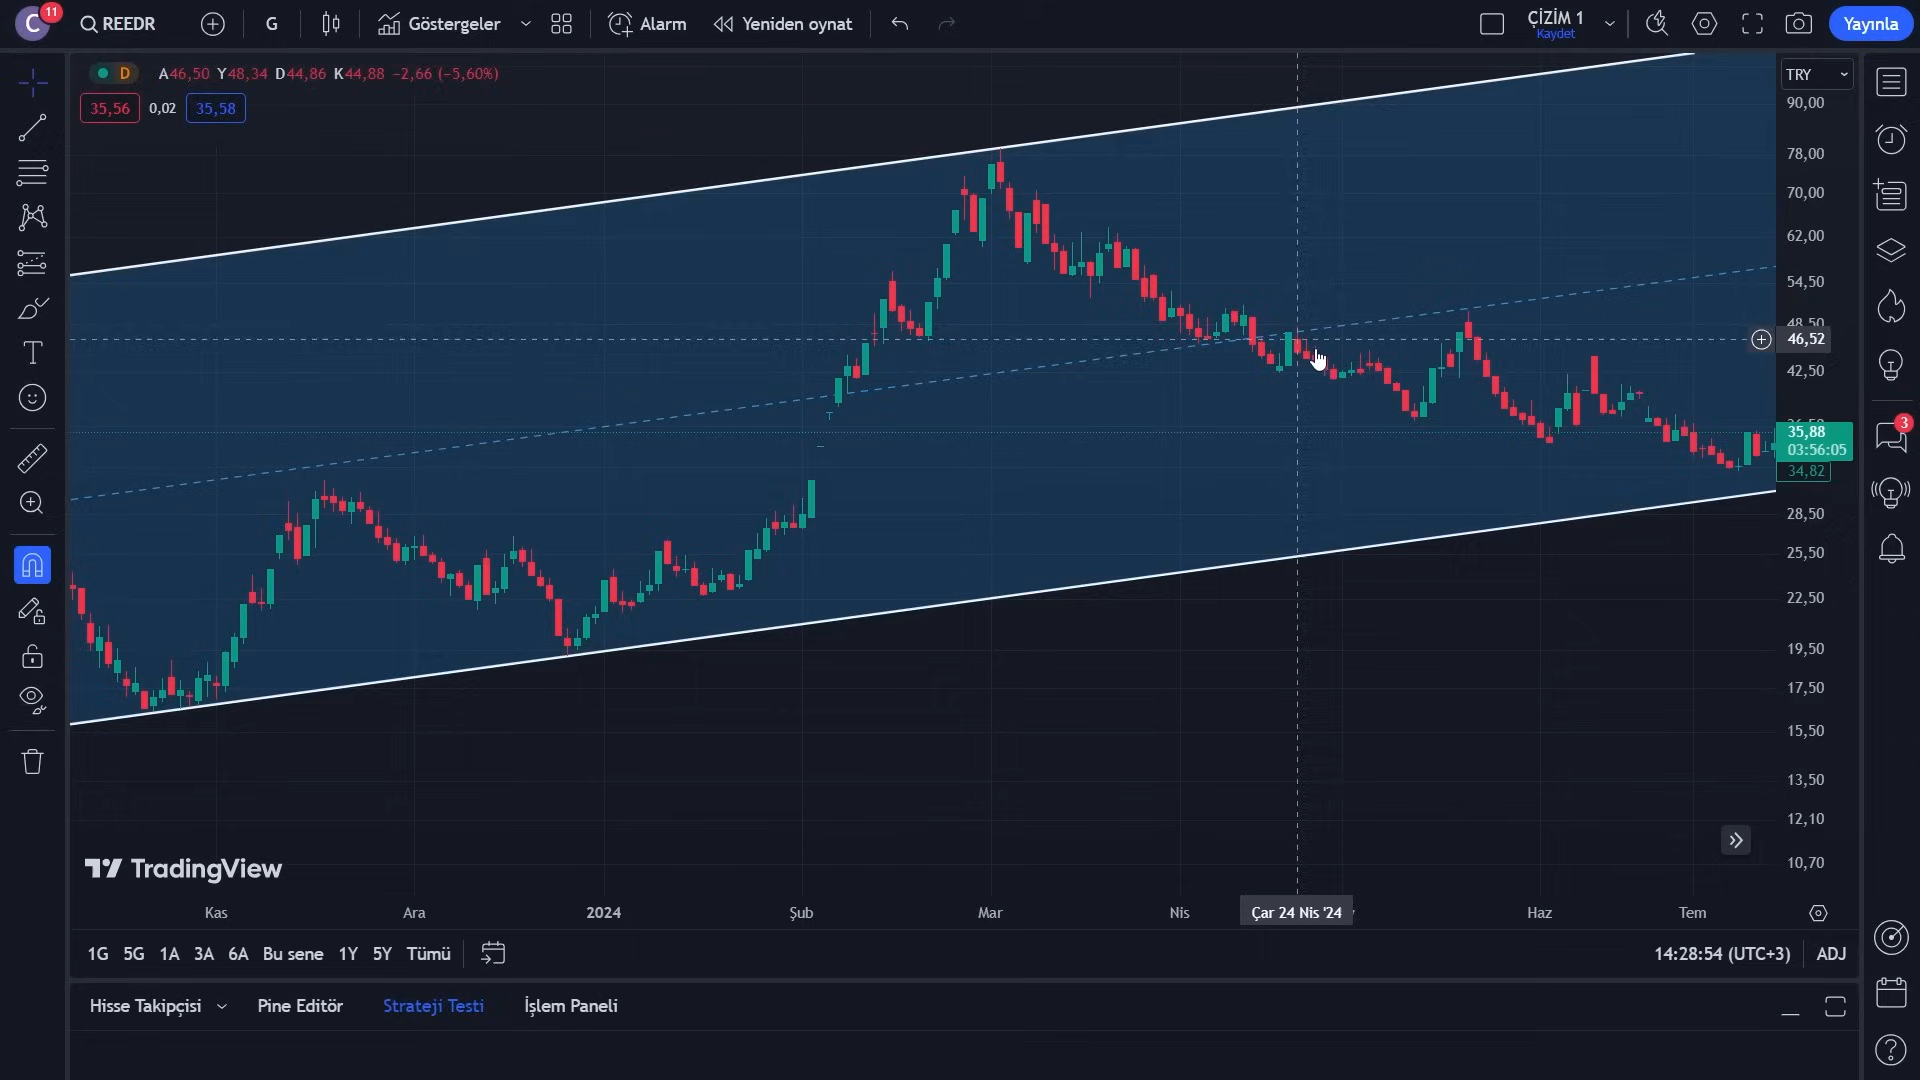 C 11 REEDR G Göstergeler Alarm Yeniden oynat ÇİZİM 1 Yayınla
Kaydet
D A46,50 Y48,34 D44,86 K44,88 −2,66 (−5,60%)
TRY
35,56 0,02 35,58
90,00
78,00
70,00
62,00
54,50
48,50
46,52
42,50
35,88
03:56:05
34,82
28,50
25,50
22,50
19,50
17,50
15,50
13,50
12,10
10,70
TradingView
Kas Ara 2024 Şub Mar Nis Çar 24 Nis '24 Haz Tem
1G 5G 1A 3A 6A Bu sene 1Y 5Y Tümü 14:28:54 (UTC+3) ADJ
Hisse Takipçisi Pine Editör Strateji Testi İşlem Paneli
3